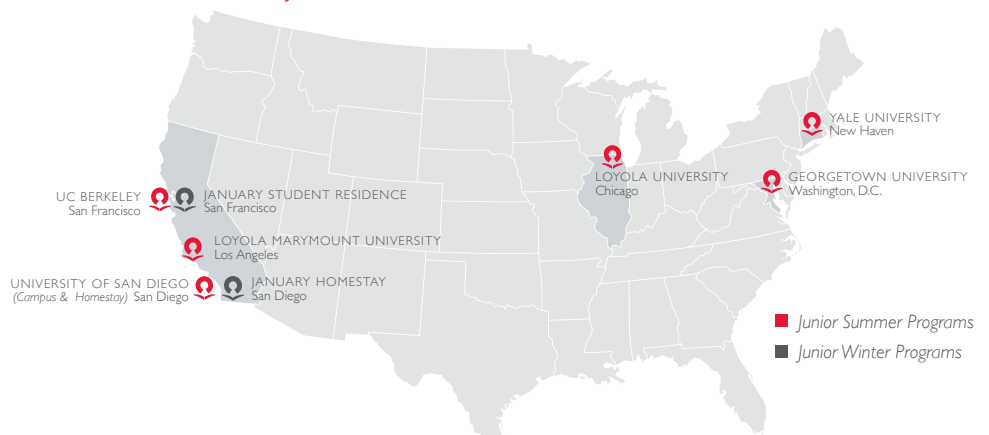 YALE UNIVERSITY
New Haven
LOYOLA UNIVERSITY
Chicago
GEORGETOWN UNIVERSITY
Washington, D.C.
UC BERKELEY
San Francisco
JANUARY STUDENT RESIDENCE
San Francisco
LOYOLA MARYMOUNT UNIVERSITY
Los Angeles
UNIVERSITY OF SAN DIEGO
(Campus & Homestay) San Diego
JANUARY HOMESTAY
San Diego
Junior Summer Programs
Junior Winter Programs